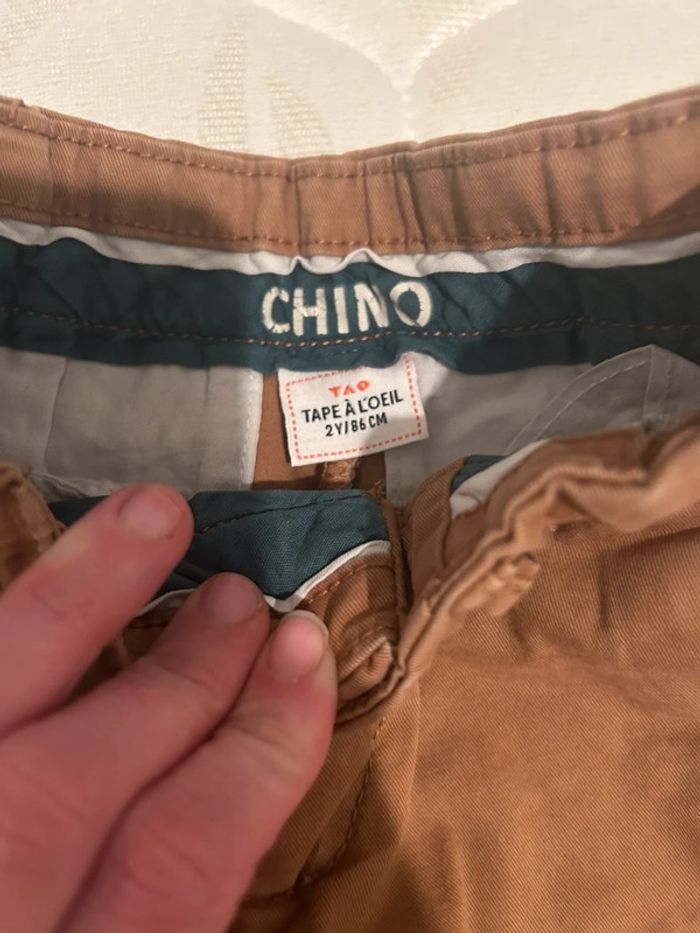 CHINO
TAO
TAPE À L'OEIL
2Y/86 CM